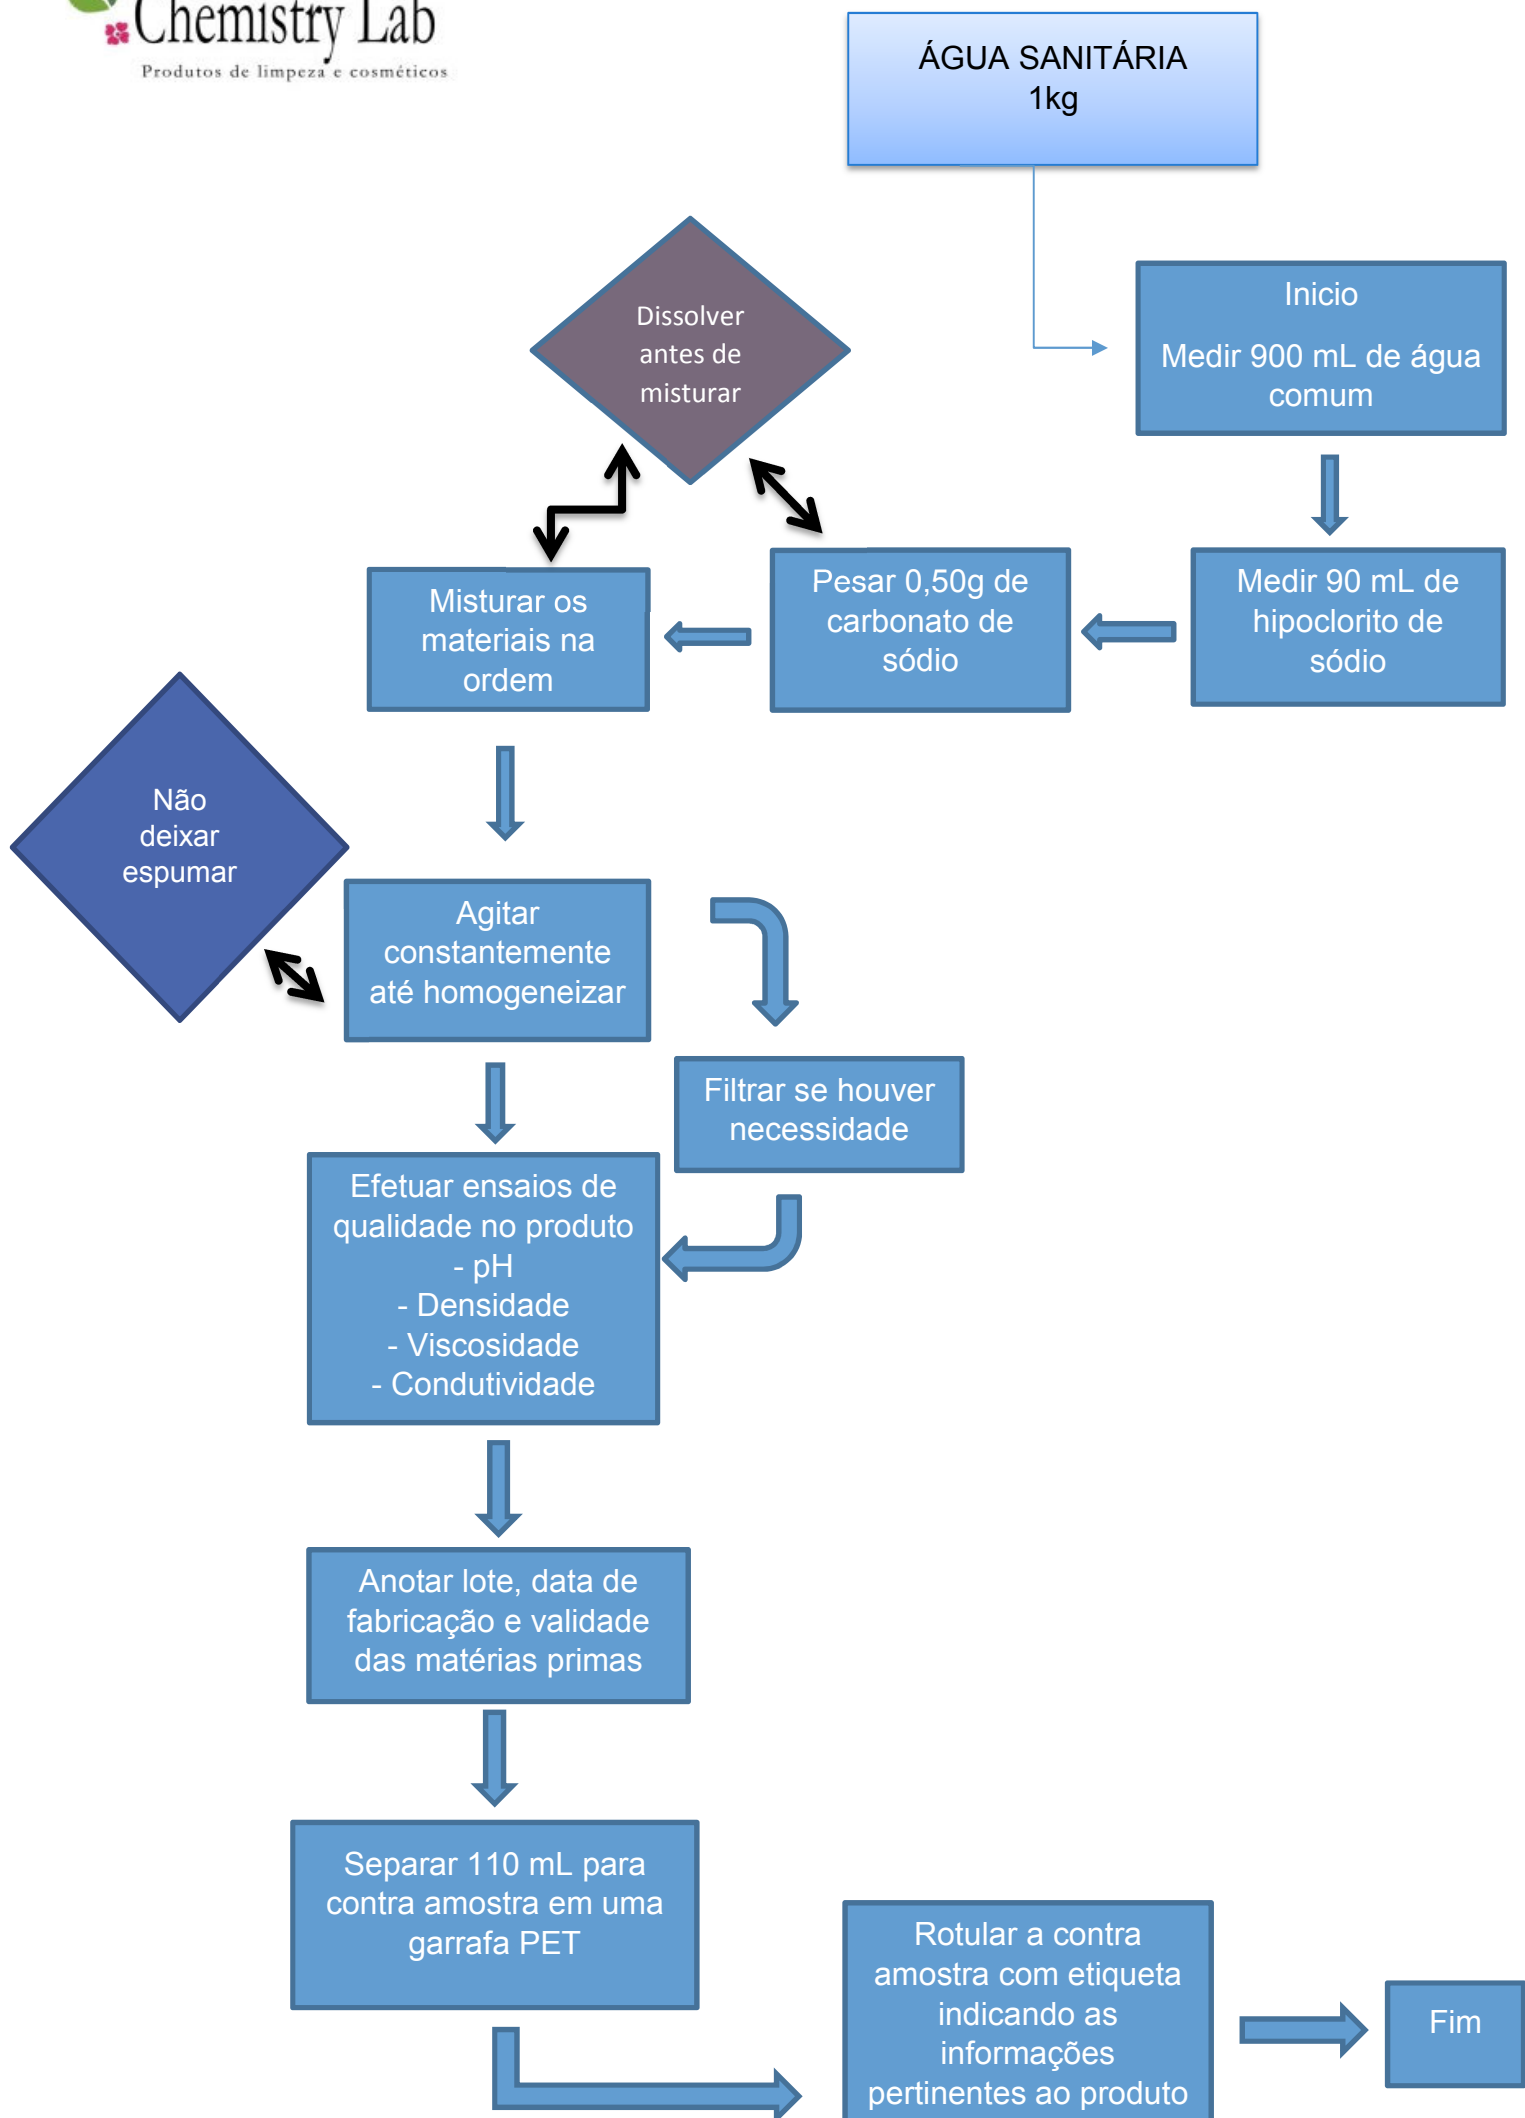 Chemistry Lab
Produtos de limpeza e cosméticos
ÁGUA SANITÁRIA
1kg
Inicio
Medir 900 mL de água
comum
Dissolver
antes de
misturar
Medir 90 mL de
hipoclorito de
sódio
Pesar 0,50g de
carbonato de
sódio
Misturar os
materiais na
ordem
Não
deixar
espumar
Agitar
constantemente
até homogeneizar
Filtrar se houver
necessidade
Efetuar ensaios de
qualidade no produto
- pH
- Densidade
- Viscosidade
- Condutividade
Anotar lote, data de
fabricação e validade
das matérias primas
Separar 110 mL para
contra amostra em uma
garrafa PET
Rotular a contra
amostra com etiqueta
indicando as
informações
pertinentes ao produto
Fim